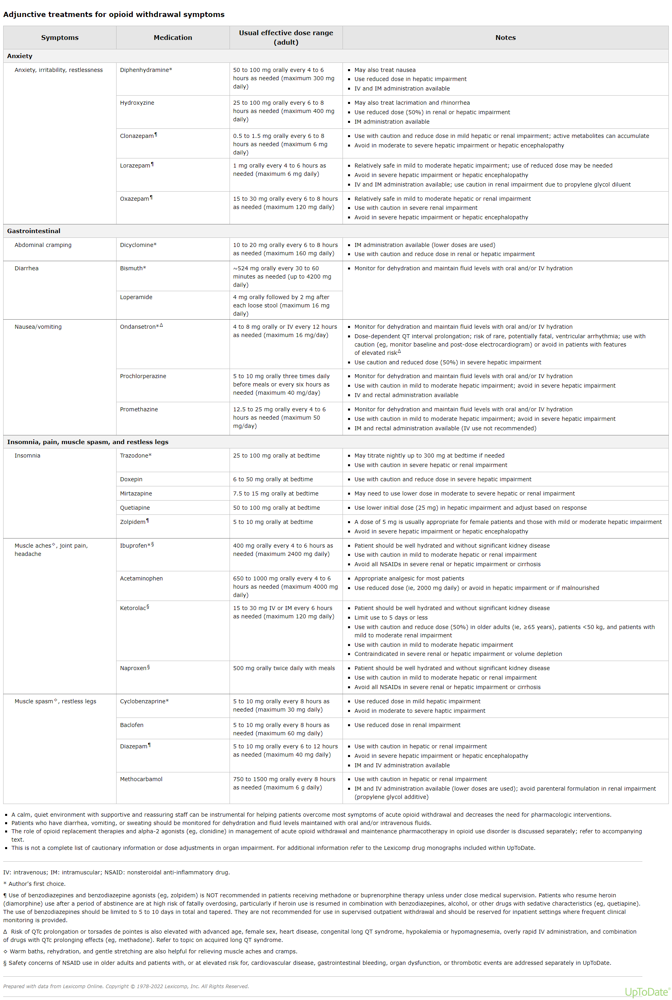 Adjunctive treatments for opioid withdrawal symptoms
Symptoms
Medication
Usual effective dose range
(adult)
Notes
Anxiety
Anxiety, irritability, restlessness
Diphenhydramine*
50 to 100 mg orally every 4 to 6
hours as needed (maximum 300 mg
daily)
▪ May also treat nausea
▪ Use reduced dose in hepatic impairment
▪ IV and IM administration available
Hydroxyzine
25 to 100 mg orally every 6 to 8
hours as needed (maximum 400 mg
daily)
▪ May also treat lacrimation and rhinorrhea
▪ Use reduced dose (50%) in renal or hepatic impairment
▪ IM administration available
Clonazepam¶
0.5 to 1.5 mg orally every 6 to 8
hours as needed (maximum 6 mg
daily)
▪ Use with caution and reduce dose in mild hepatic or renal impairment; active metabolites can accumulate
▪ Avoid in moderate to severe hepatic impairment or hepatic encephalopathy
Lorazepam¶
1 mg orally every 4 to 6 hours as
needed (maximum 6 mg daily)
▪ Relatively safe in mild to moderate hepatic impairment; use of reduced dose may be needed
▪ Avoid in severe hepatic impairment or hepatic encephalopathy
▪ IV and IM administration available; use caution in renal impairment due to propylene glycol diluent
Oxazepam¶
15 to 30 mg orally every 6 to 8 hours
as needed (maximum 120 mg daily)
▪ Relatively safe in mild to moderate hepatic or renal impairment
▪ Use with caution in severe renal impairment
▪ Avoid in severe hepatic impairment or hepatic encephalopathy
Gastrointestinal
Abdominal cramping
Dicyclomine*
10 to 20 mg orally every 6 to 8 hours
as needed (maximum 160 mg daily)
▪ IM administration available (lower doses are used)
▪ Use with caution and reduce dose in renal or hepatic impairment
Diarrhea
Bismuth*
~524 mg orally every 30 to 60
minutes as needed (up to 4200 mg
daily)
▪ Monitor for dehydration and maintain fluid levels with oral and/or IV hydration
Loperamide
4 mg orally followed by 2 mg after
each loose stool (maximum 16 mg
daily)
Nausea/vomiting
Ondansetron*Δ
4 to 8 mg orally or IV every 12 hours
as needed (maximum 16 mg/day)
▪ Monitor for dehydration and maintain fluid levels with oral and/or IV hydration
▪ Dose-dependent QT interval prolongation; risk of rare, potentially fatal, ventricular arrhythmia; use with
caution (eg, monitor baseline and post-dose electrocardiogram) or avoid in patients with features
of elevated riskΔ
▪ Use caution and reduced dose (50%) in severe hepatic impairment
Prochlorperazine
5 to 10 mg orally three times daily
before meals or every six hours as
needed (maximum 40 mg/day)
▪ Monitor for dehydration and maintain fluid levels with oral and/or IV hydration
▪ Use with caution in mild to moderate hepatic impairment; avoid in severe hepatic impairment
▪ IV and rectal administration available
Promethazine
12.5 to 25 mg orally every 4 to 6
hours as needed (maximum 50
mg/day)
▪ Monitor for dehydration and maintain fluid levels with oral and/or IV hydration
▪ Use with caution in mild to moderate hepatic impairment; avoid in severe hepatic impairment
▪ IM and rectal administration available (IV use not recommended)
Insomnia, pain, muscle spasm, and restless legs
Insomnia
Trazodone*
25 to 100 mg orally at bedtime
▪ May titrate nightly up to 300 mg at bedtime if needed
▪ Use with caution in severe hepatic or renal impairment
Doxepin
6 to 50 mg orally at bedtime
▪ Use with caution and reduce dose in severe hepatic impairment
Mirtazapine
7.5 to 15 mg orally at bedtime
▪ May need to use lower dose in moderate to severe hepatic or renal impairment
Quetiapine
50 to 100 mg orally at bedtime
▪ Use lower initial dose (25 mg) in hepatic impairment and adjust based on response
Zolpidem¶
5 to 10 mg orally at bedtime
▪ A dose of 5 mg is usually appropriate for female patients and those with mild or moderate hepatic impairment
▪ Avoid in severe hepatic impairment or hepatic encephalopathy
Muscle aches◇, joint pain,
headache
Ibuprofen*§
400 mg orally every 4 to 6 hours as
needed (maximum 2400 mg daily)
▪ Patient should be well hydrated and without significant kidney disease
▪ Use with caution in mild to moderate hepatic or renal impairment
▪ Avoid all NSAIDs in severe renal or hepatic impairment or cirrhosis
Acetaminophen
650 to 1000 mg orally every 4 to 6
hours as needed (maximum 4000 mg
daily)
▪ Appropriate analgesic for most patients
▪ Use reduced dose (ie, 2000 mg daily) or avoid in hepatic impairment or if malnourished
Ketorolac§
15 to 30 mg IV or IM every 6 hours
as needed (maximum 120 mg daily)
▪ Patient should be well hydrated and without significant kidney disease
▪ Limit use to 5 days or less
▪ Use with caution and reduce dose (50%) in older adults (ie, ≥65 years), patients <50 kg, and patients with
mild to moderate renal impairment
▪ Use with caution in mild to moderate hepatic impairment
▪ Contraindicated in severe renal or hepatic impairment or volume depletion
Naproxen§
500 mg orally twice daily with meals
▪ Patient should be well hydrated and without significant kidney disease
▪ Use with caution in mild to moderate hepatic or renal impairment
▪ Avoid all NSAIDs in severe renal or hepatic impairment or cirrhosis
Muscle spasm◇, restless legs
Cyclobenzaprine*
5 to 10 mg orally every 8 hours as
needed (maximum 30 mg daily)
▪ Use reduced dose in mild hepatic impairment
▪ Avoid in moderate to severe haptic impairment
Baclofen
5 to 10 mg orally every 8 hours as
needed (maximum 60 mg daily)
▪ Use reduced dose in renal impairment
Diazepam¶
5 to 10 mg orally every 6 to 12 hours
as needed (maximum 40 mg daily)
▪ Use with caution in hepatic or renal impairment
▪ Avoid in severe hepatic impairment or hepatic encephalopathy
▪ IM and IV administration available
Methocarbamol
750 to 1500 mg orally every 8 hours
as needed (maximum 6 g daily)
▪ Use with caution in hepatic or renal impairment
▪ IM and IV administration available (lower doses are used); avoid parenteral formulation in renal impairment
(propylene glycol additive)
▪ A calm, quiet environment with supportive and reassuring staff can be instrumental for helping patients overcome most symptoms of acute opioid withdrawal and decreases the need for pharmacologic interventions.
▪ Patients who have diarrhea, vomiting, or sweating should be monitored for dehydration and fluid levels maintained with oral and/or intravenous fluids.
▪ The role of opioid replacement therapies and alpha-2 agonists (eg, clonidine) in management of acute opioid withdrawal and maintenance pharmacotherapy in opioid use disorder is discussed separately; refer to accompanying
text.
▪ This is not a complete list of cautionary information or dose adjustments in organ impairment. For additional information refer to the Lexicomp drug monographs included within UpToDate.
IV: intravenous; IM: intramuscular; NSAID: nonsteroidal anti-inflammatory drug.
* Author's first choice.
¶ Use of benzodiazepines and benzodiazepine agonists (eg, zolpidem) is NOT recommended in patients receiving methadone or buprenorphine therapy unless under close medical supervision. Patients who resume heroin
(diamorphine) use after a period of abstinence are at high risk of fatally overdosing, particularly if heroin use is resumed in combination with benzodiazepines, alcohol, or other drugs with sedative characteristics (eg, quetiapine).
The use of benzodiazepines should be limited to 5 to 10 days in total and tapered. They are not recommended for use in supervised outpatient withdrawal and should be reserved for inpatient settings where frequent clinical
monitoring is provided.
Δ Risk of QTc prolongation or torsades de pointes is also elevated with advanced age, female sex, heart disease, congenital long QT syndrome, hypokalemia or hypomagnesemia, overly rapid IV administration, and combination
of drugs with QTc prolonging effects (eg, methadone). Refer to topic on acquired long QT syndrome.
◇ Warm baths, rehydration, and gentle stretching are also helpful for relieving muscle aches and cramps.
§ Safety concerns of NSAID use in older adults and patients with, or at elevated risk for, cardiovascular disease, gastrointestinal bleeding, organ dysfunction, or thrombotic events are addressed separately in UpToDate.
Prepared with data from Lexicomp Online. Copyright © 1978-2022 Lexicomp, Inc. All Rights Reserved.
UpToDate®